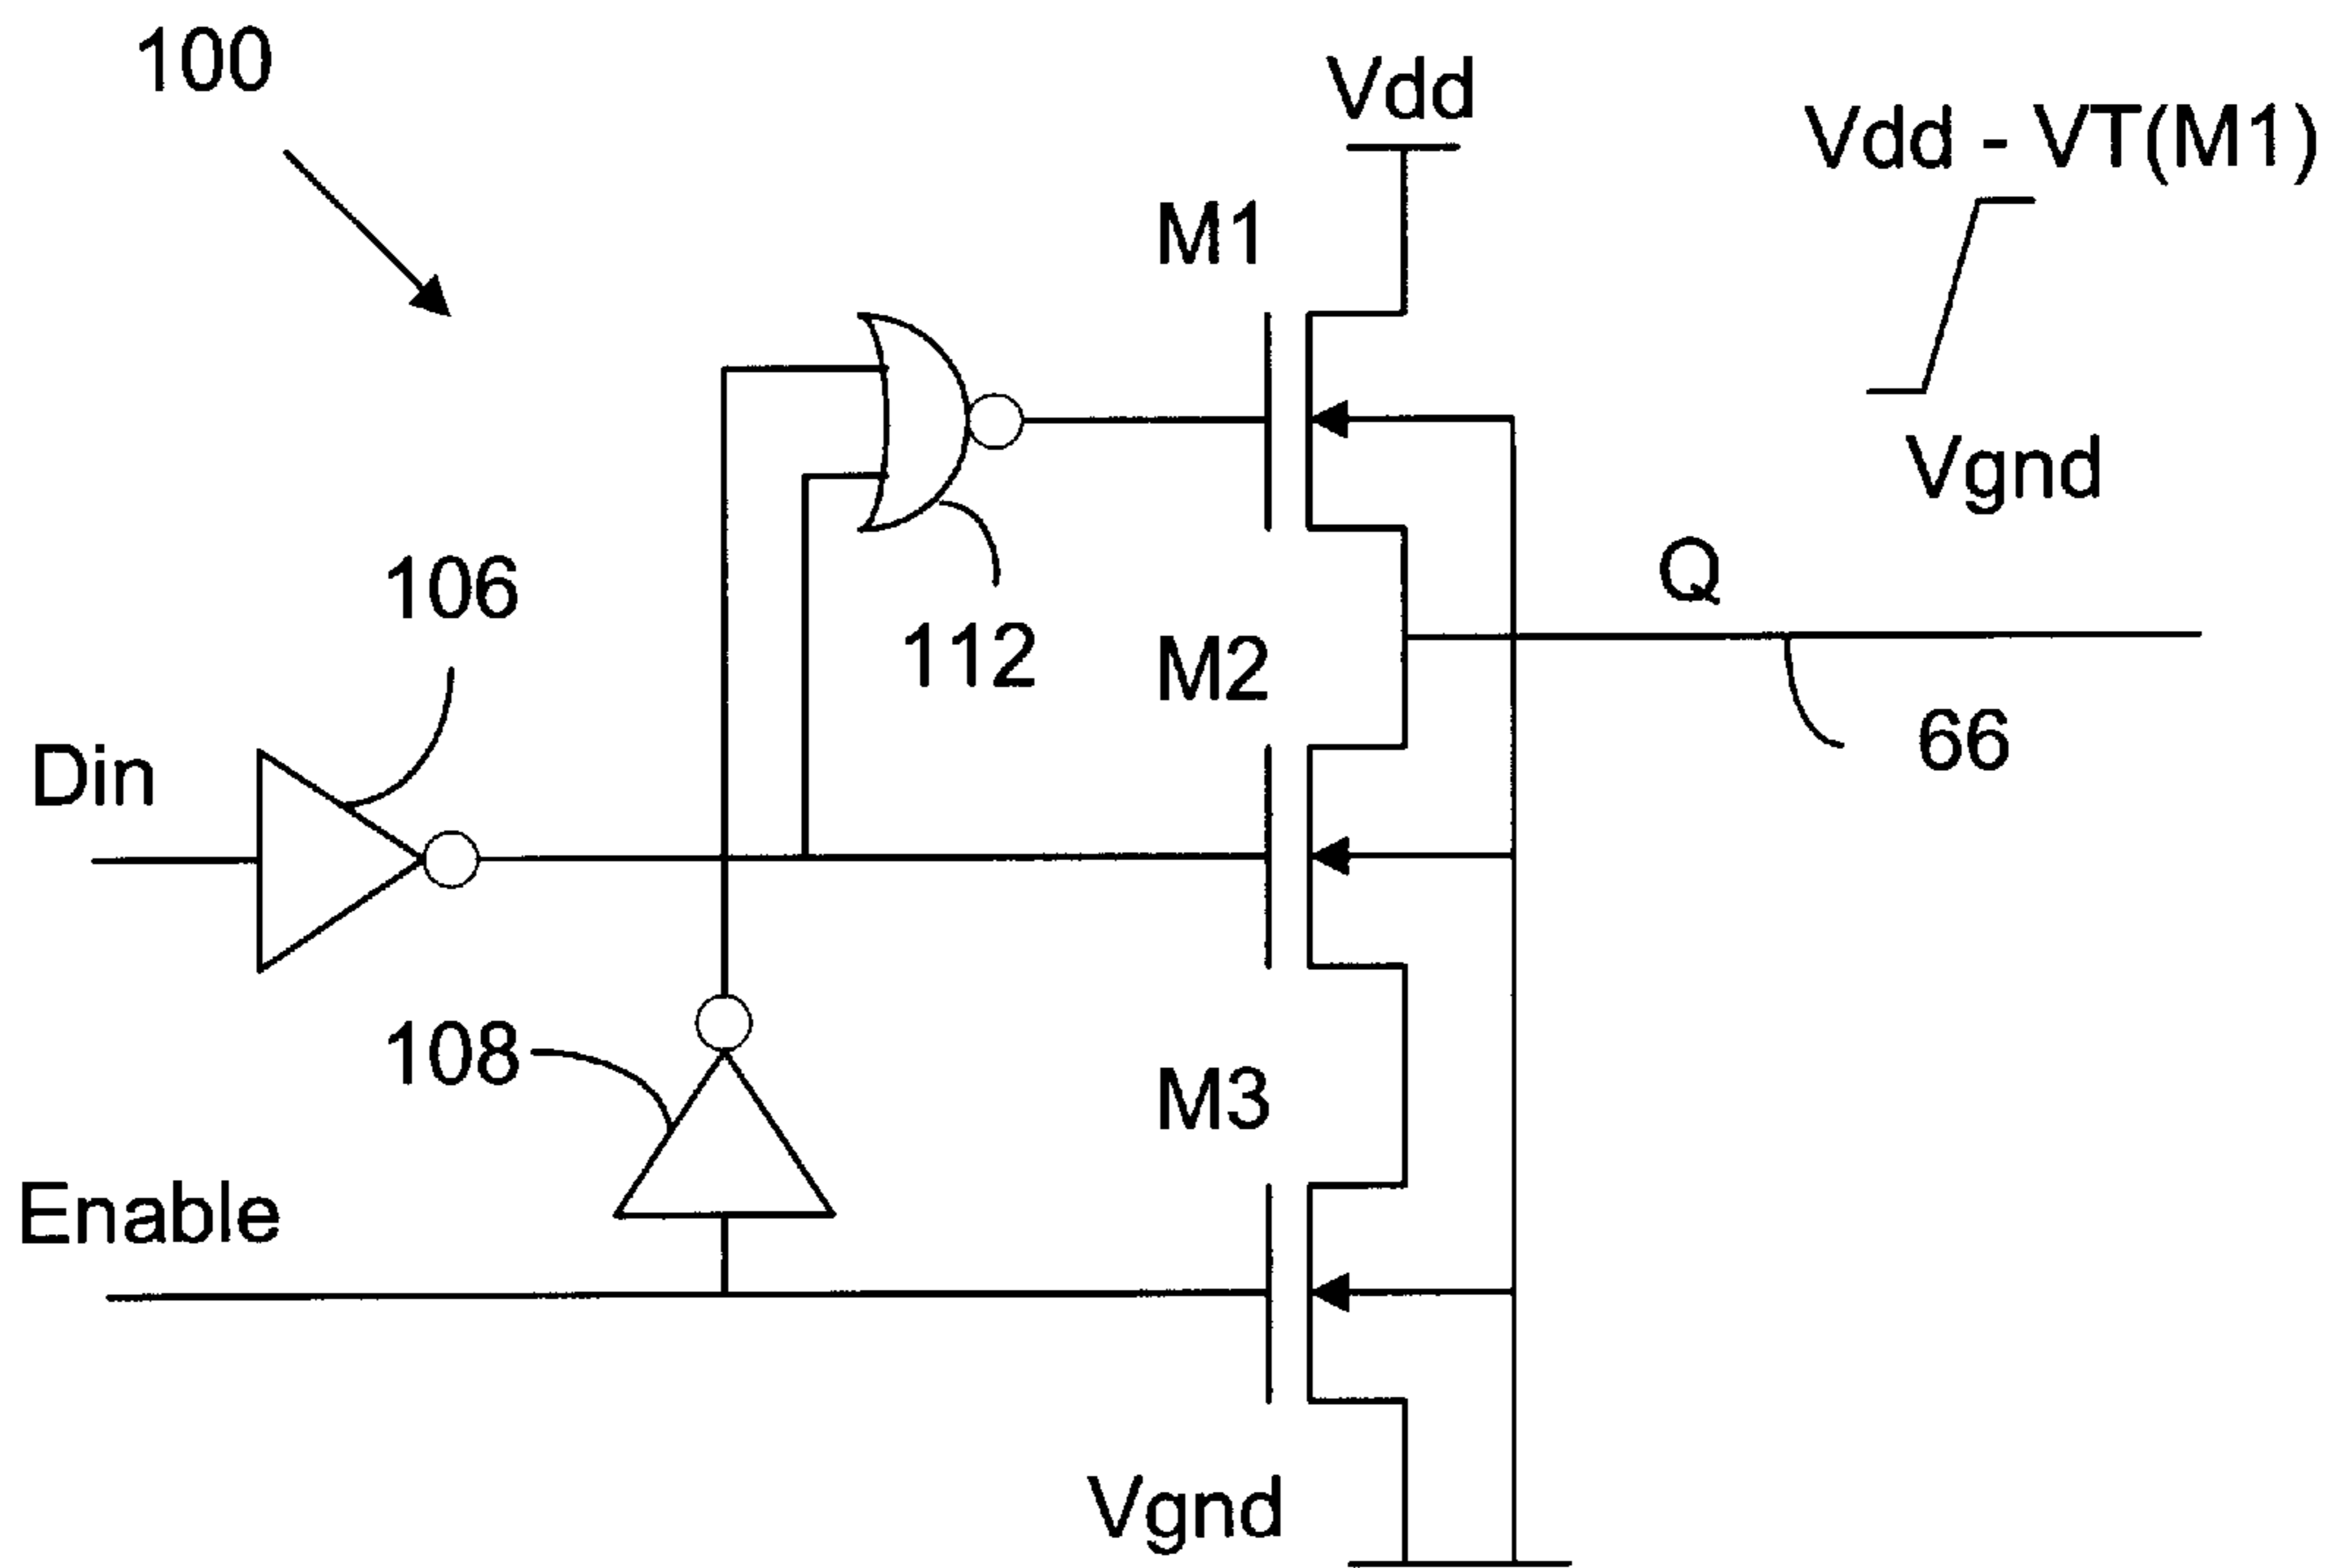 100
Vdd
Vdd - VT(M1)
M1
Vgnd
Q
106
112
M2
66
Din
108
M3
Enable
Vgnd